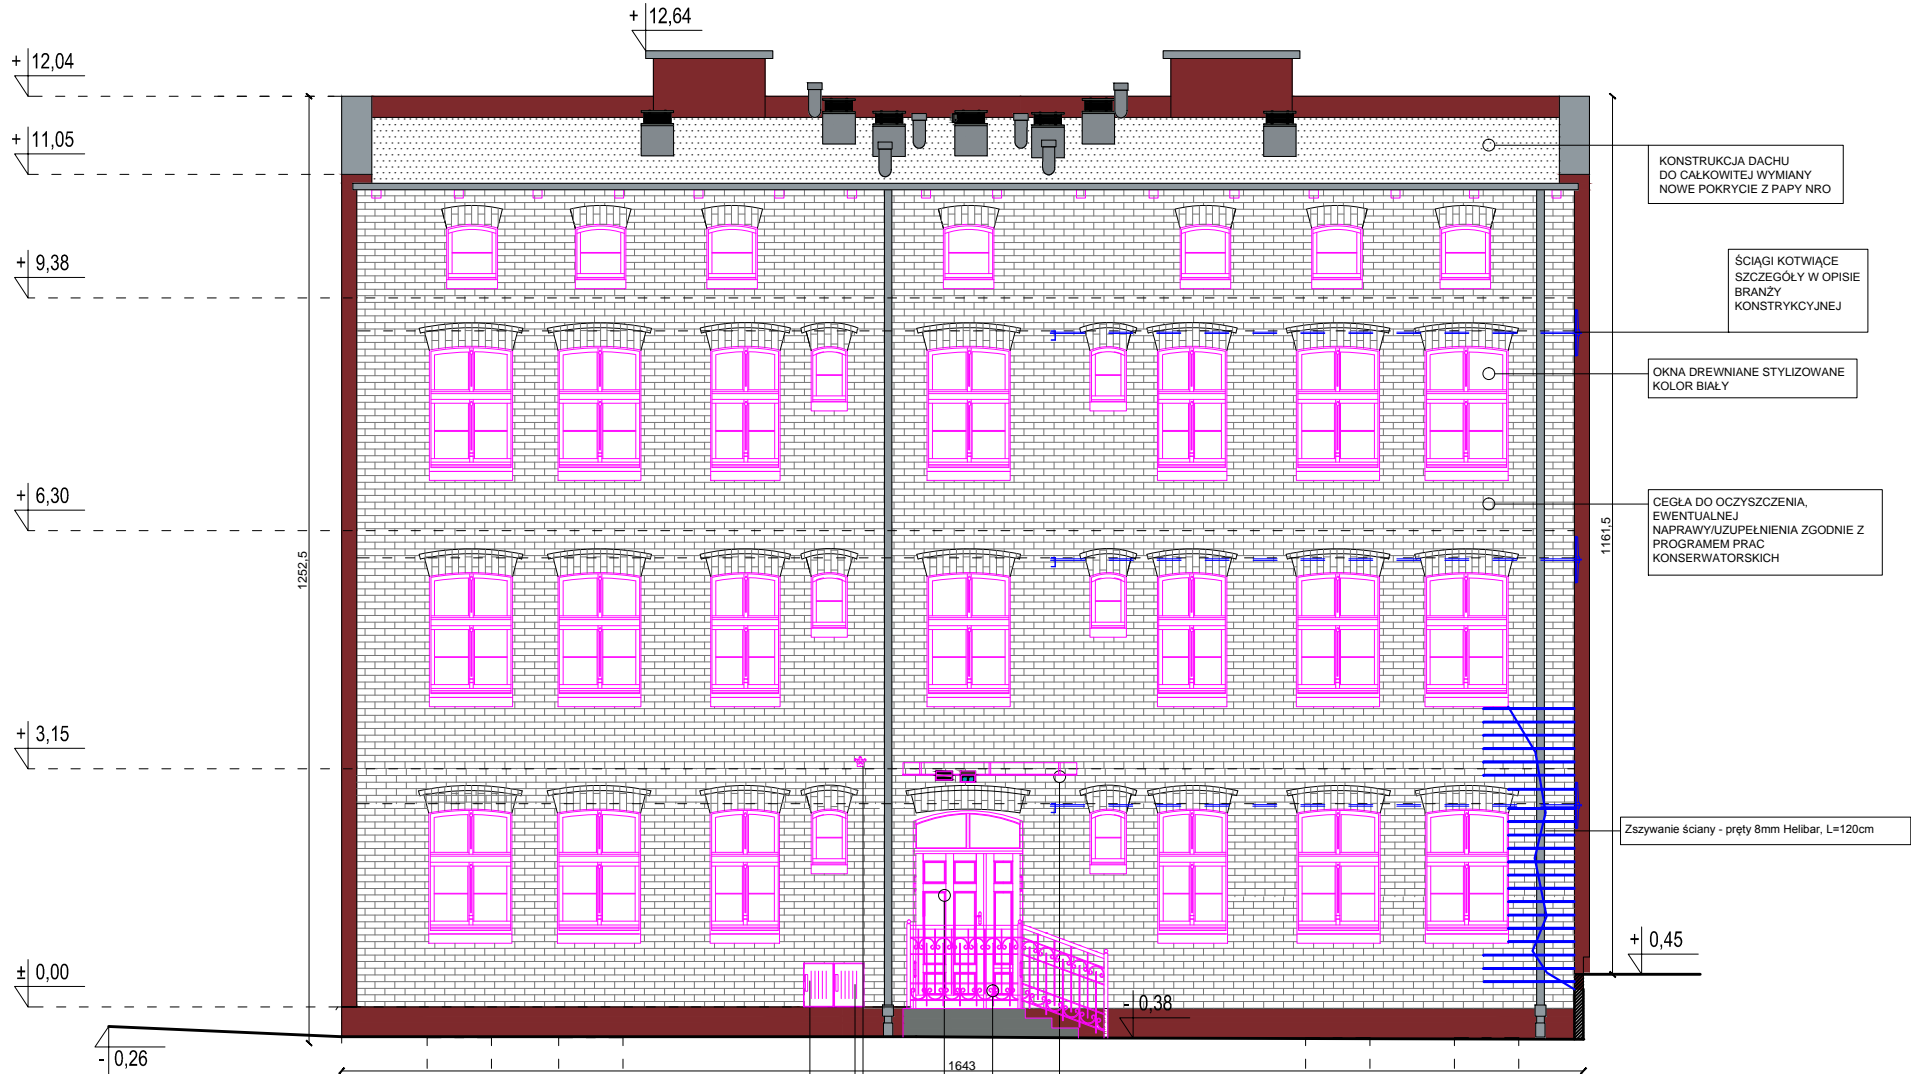 + 12,64
+ 12,04
+ 11,05
KONSTRUKCJA DACHU
DO CAŁKOWITEJ WYMIANY
NOWE POKRYCIE Z PAPY NRO
+ 9,38
ŚCIĄGI KOTWIĄCE
SZCZEGÓŁY W OPISIE
BRANŻY
KONSTRYKCYJNEJ
OKNA DREWNIANE STYLIZOWANE
KOLOR BIAŁY
+ 6,30
CEGŁA DO OCZYSZCZENIA,
EWENTUALNEJ
NAPRAWY/UZUPEŁNIENIA ZGODNIE Z
PROGRAMEM PRAC
KONSERWATORSKICH
1252,5
1161,5
+ 3,15
Zszywanie ściany - pręty 8mm Helibar, L=120cm
+ 0,45
± 0,00
- 0,38
- 0,26
1643